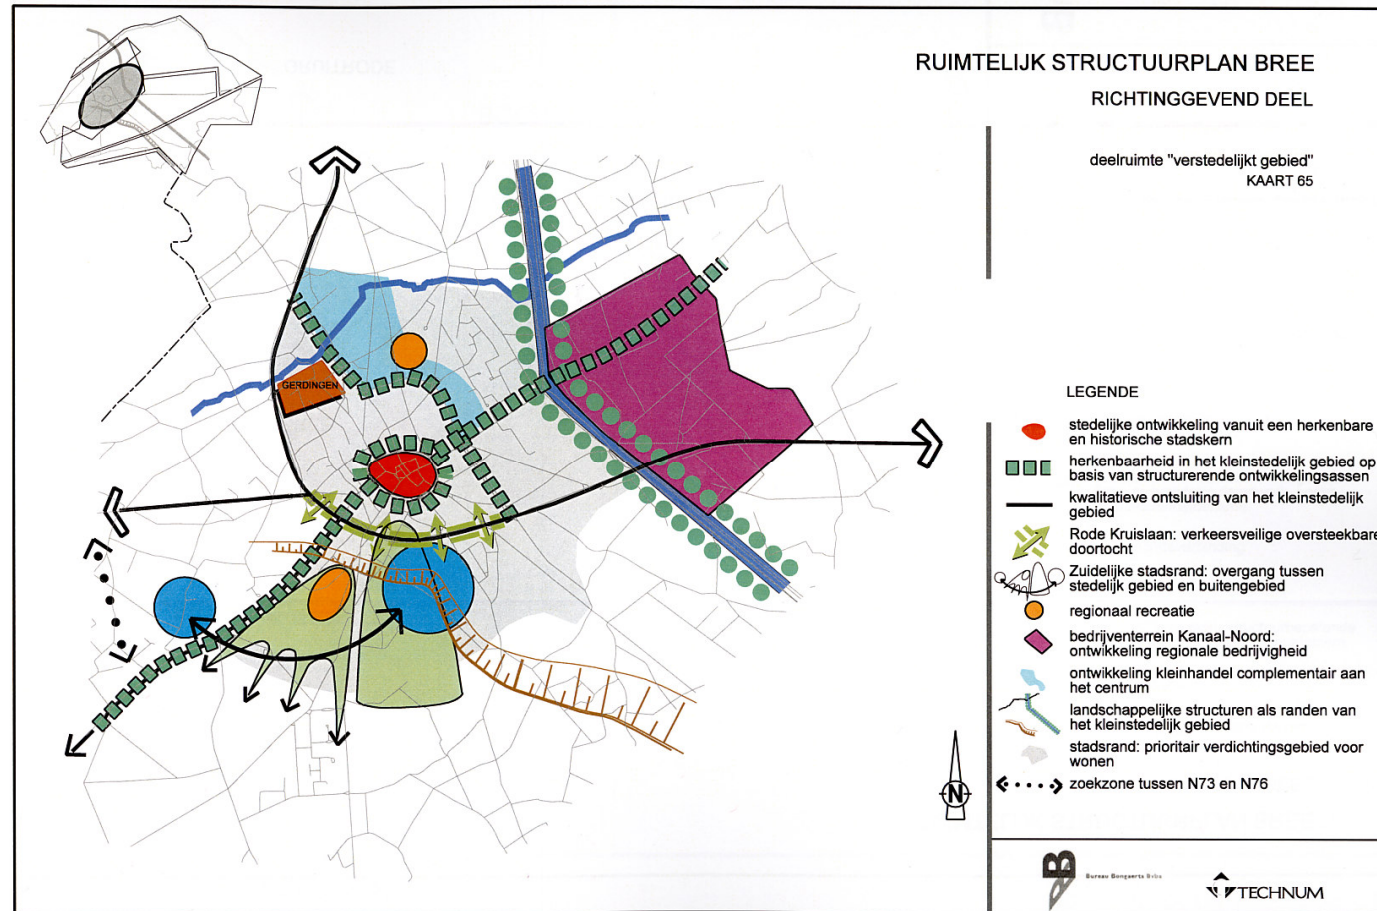 RUIMTELIJK STRUCTUURPLAN BREE
RICHTINGGEVEND DEEL
deelruimte "verstedelijkt gebied"
KAART 65
GERDINGEN
LEGENDE
stedelijke ontwikkeling vanuit een herkenbare
en historische stadskern
herkenbaarheid in het kleinstedelijk gebied op
basis van structurerende ontwikkelingsassen
kwalitatieve ontsluiting van het kleinstedelijk
gebied
Rode Kruislaan: verkeersveilige oversteekbare
doortocht
Zuidelijke stadsrand: overgang tussen
stedelijk gebied en buitengebied
regionaal recreatie
bedrijventerrein Kanaal-Noord:
ontwikkeling regionale bedrijvigheid
ontwikkeling kleinhandel complementair aan
het centrum
landschappelijke structuren als randen van
het kleinstedelijk gebied
stadsrand: prioritair verdichtingsgebied voor
wonen
zoekzone tussen N73 en N76
N
Bureau Bongaerts Bvba
TECHNUM